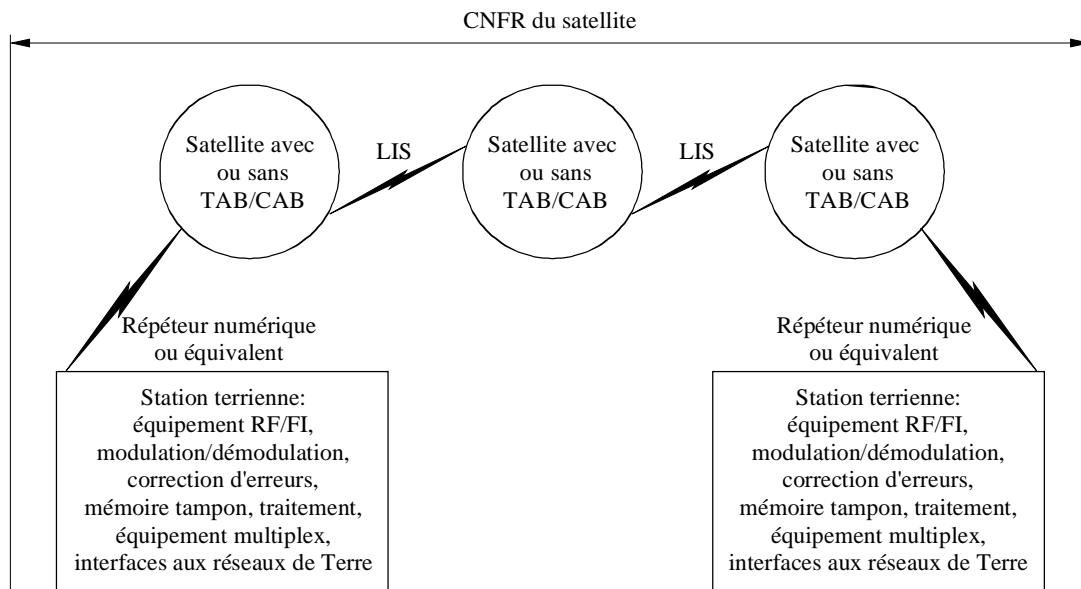 CNFR du satellite
Satellite avec
ou sans
TAB/CAB
LIS
Satellite avec
ou sans
TAB/CAB
LIS
Satellite avec
ou sans
TAB/CAB
Répéteur numérique
ou équivalent
Répéteur numérique
ou équivalent
Station terrienne:
équipement RF/FI,
modulation/démodulation,
correction d'erreurs,
mémoire tampon, traitement,
équipement multiplex,
interfaces aux réseaux de Terre
Station terrienne:
équipement RF/FI,
modulation/démodulation,
correction d'erreurs,
mémoire tampon, traitement,
équipement multiplex,
interfaces aux réseaux de Terre